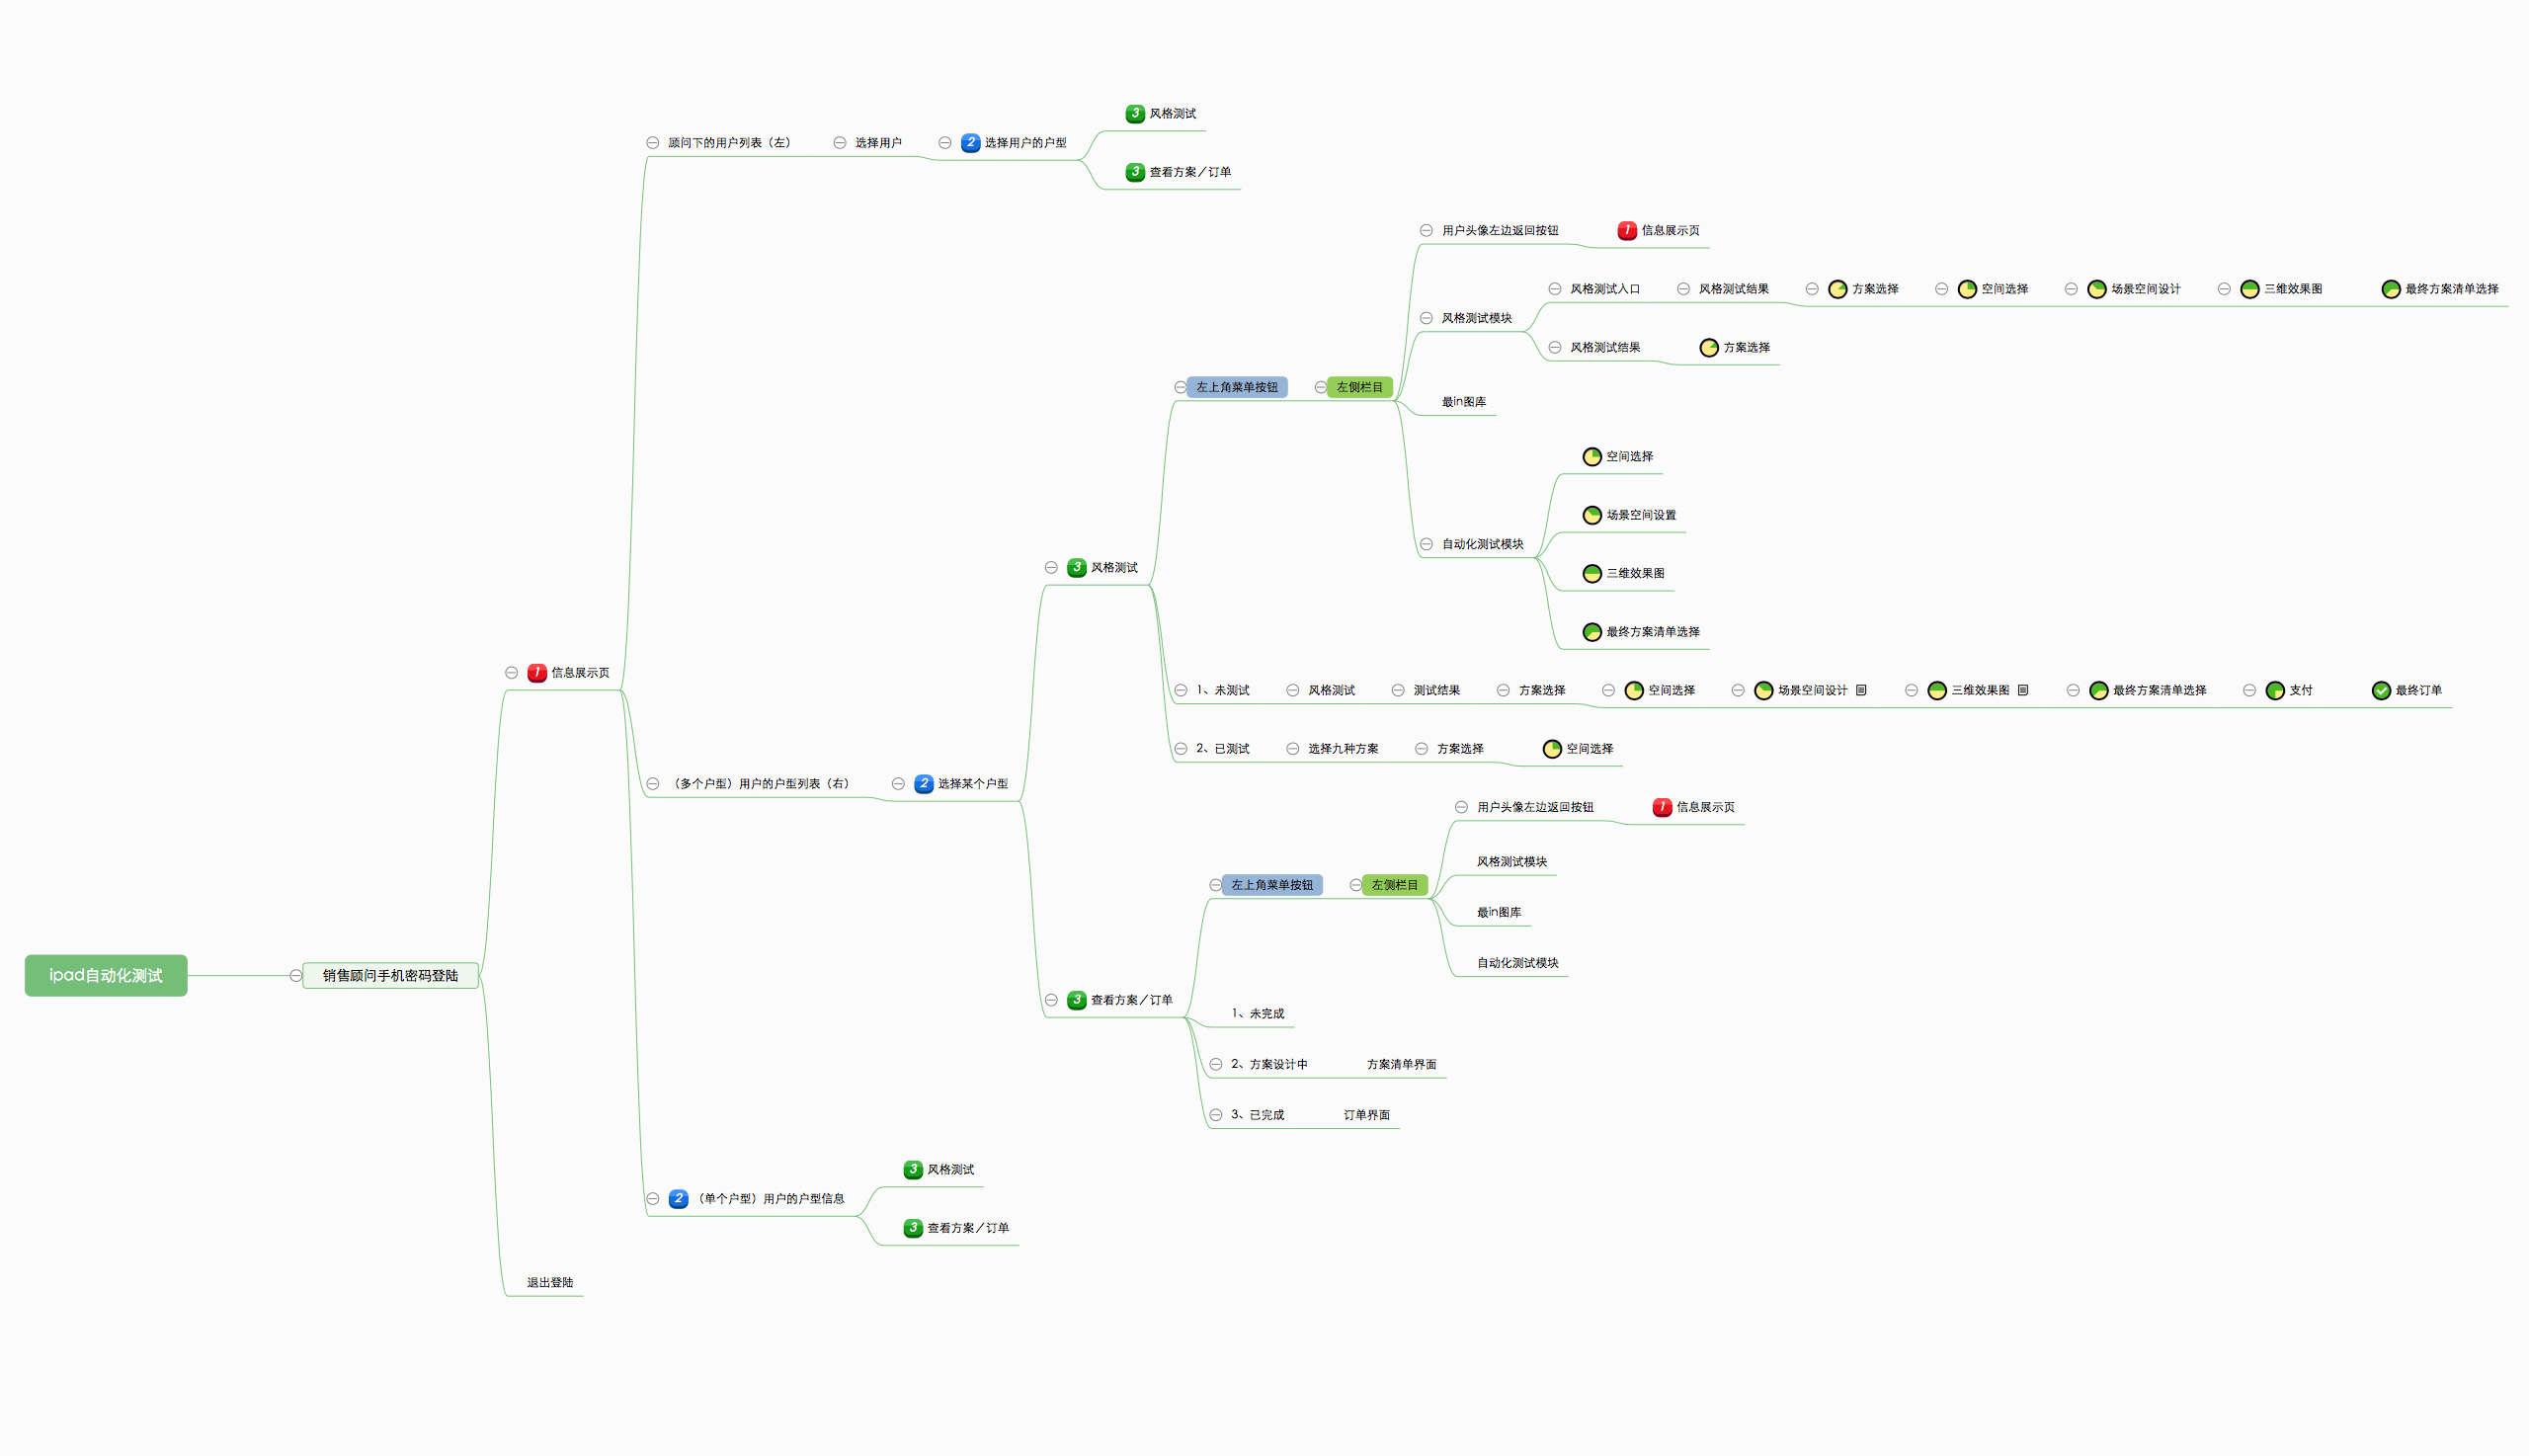 3 风格测试
顾问下的用户列表（左） 选择用户 2 选择用户的户型
3 查看方案／订单
用户头像左边返回按钮 1 信息展示页
风格测试入口 风格测试结果 方案选择 空间选择 场景空间设计 三维效果图 最终方案清单选择
风格测试模块
风格测试结果 方案选择
左上角菜单按钮 左侧栏目
最in图库
空间选择
场景空间设置
自动化测试模块
3 风格测试
三维效果图
最终方案清单选择
1 信息展示页
1、未测试 风格测试 测试结果 方案选择 空间选择 场景空间设计 三维效果图 最终方案清单选择 支付 最终订单
2、已测试 选择九种方案 方案选择 空间选择
（多个户型）用户的户型列表（右） 2 选择某个户型
用户头像左边返回按钮 1 信息展示页
风格测试模块
左上角菜单按钮 左侧栏目
最in图库
自动化测试模块
ipad自动化测试 销售顾问手机密码登陆
3 查看方案／订单
1、未完成
2、方案设计中 方案清单界面
3、已完成 订单界面
3 风格测试
2 （单个户型）用户的户型信息
3 查看方案／订单
退出登陆